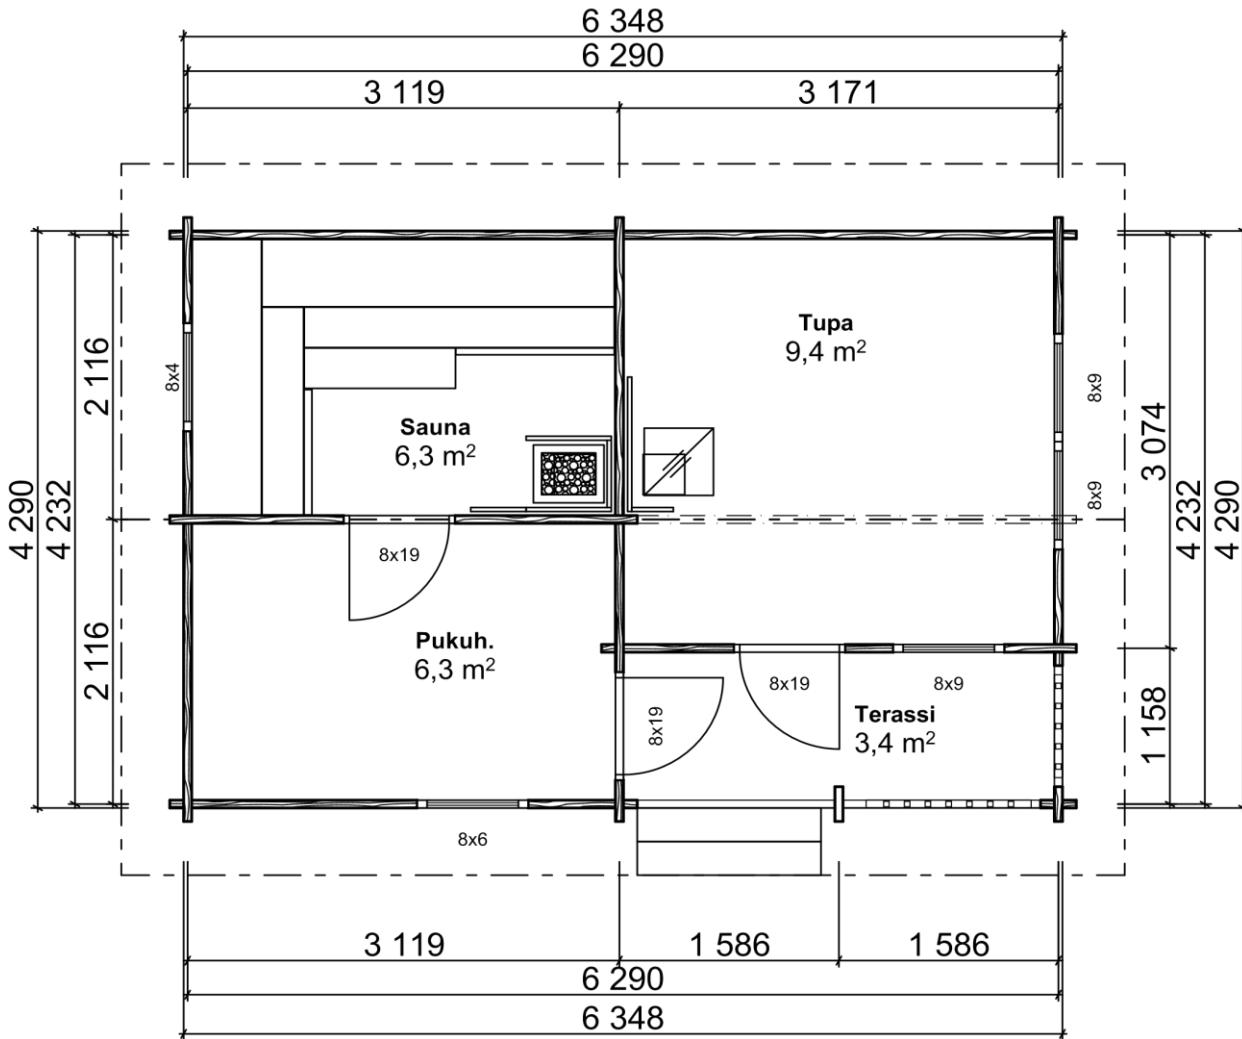 6 348
6 290
3 119
3 171
Tupa
9,4 m²
8x4
2 116
8x9
Sauna
6,3 m²
3 074
8x9
4 290
4 232
4 232
4 290
8x19
Pukuh.
6,3 m²
2 116
8x19
8x9
8x19
Terassi
3,4 m²
1 158
8x6
3 119
1 586
1 586
6 290
6 348